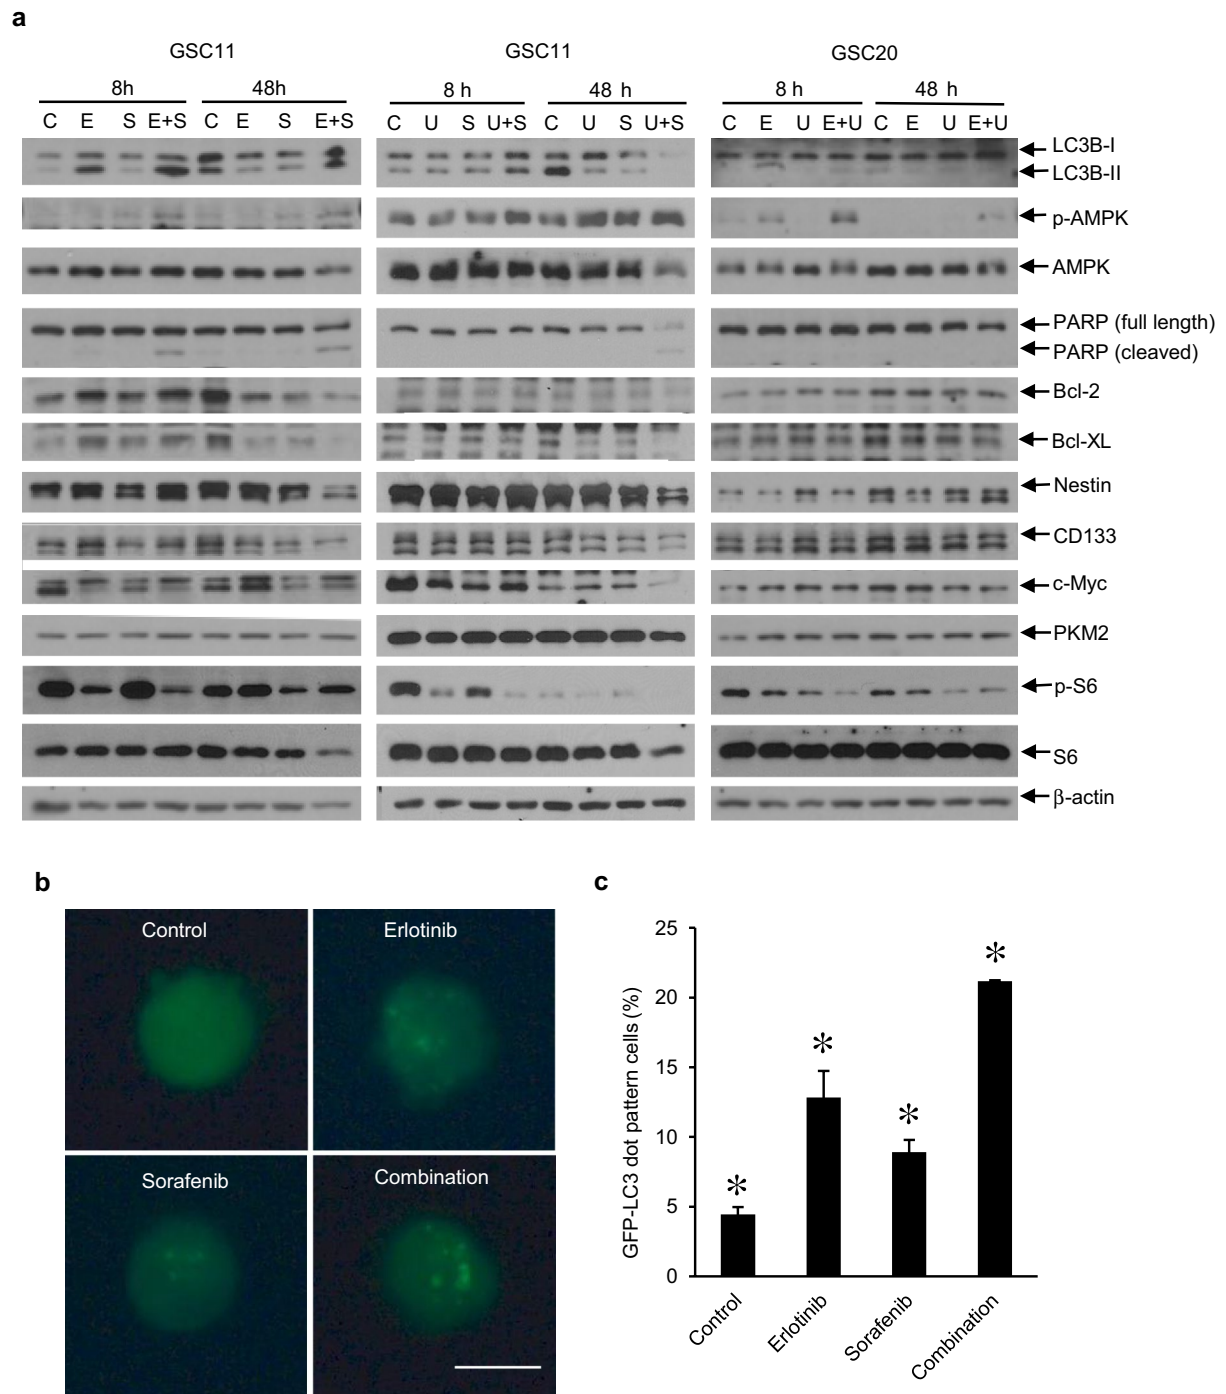 a
GSC11 GSC11 GSC20
8h 48h 8 h 48 h 8 h 48 h
C E S E+S C E S E+S C U S U+S C U S U+S C E U E+U C E U E+U
LC3B-I
LC3B-II
p-AMPK
AMPK
PARP (full length)
PARP (cleaved)
Bcl-2
Bcl-XL
Nestin
CD133
c-Myc
PKM2
p-S6
S6
β-actin
b
Control Erlotinib
Sorafenib Combination
c
GFP-LC3 dot pattern cells (%)
25
20
15
10
5
0
* * * *
Control Erlotinib Sorafenib Combination